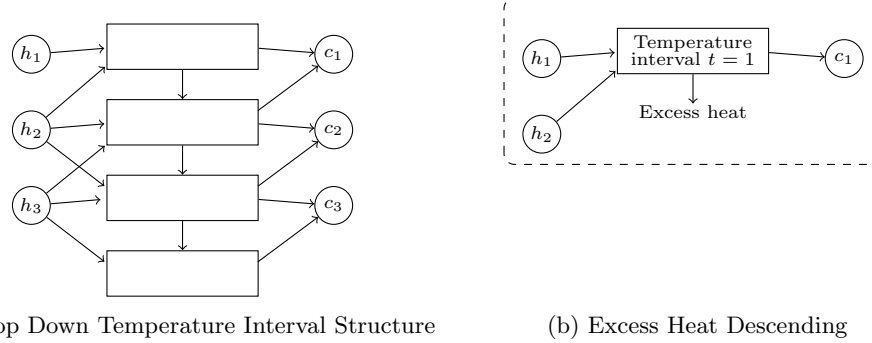 h1
c1
h2
c2
h3
c3
op Down Temperature Interval Structure
h1
Temperature
interval t = 1
c1
Excess heat
h2
(b) Excess Heat Descending